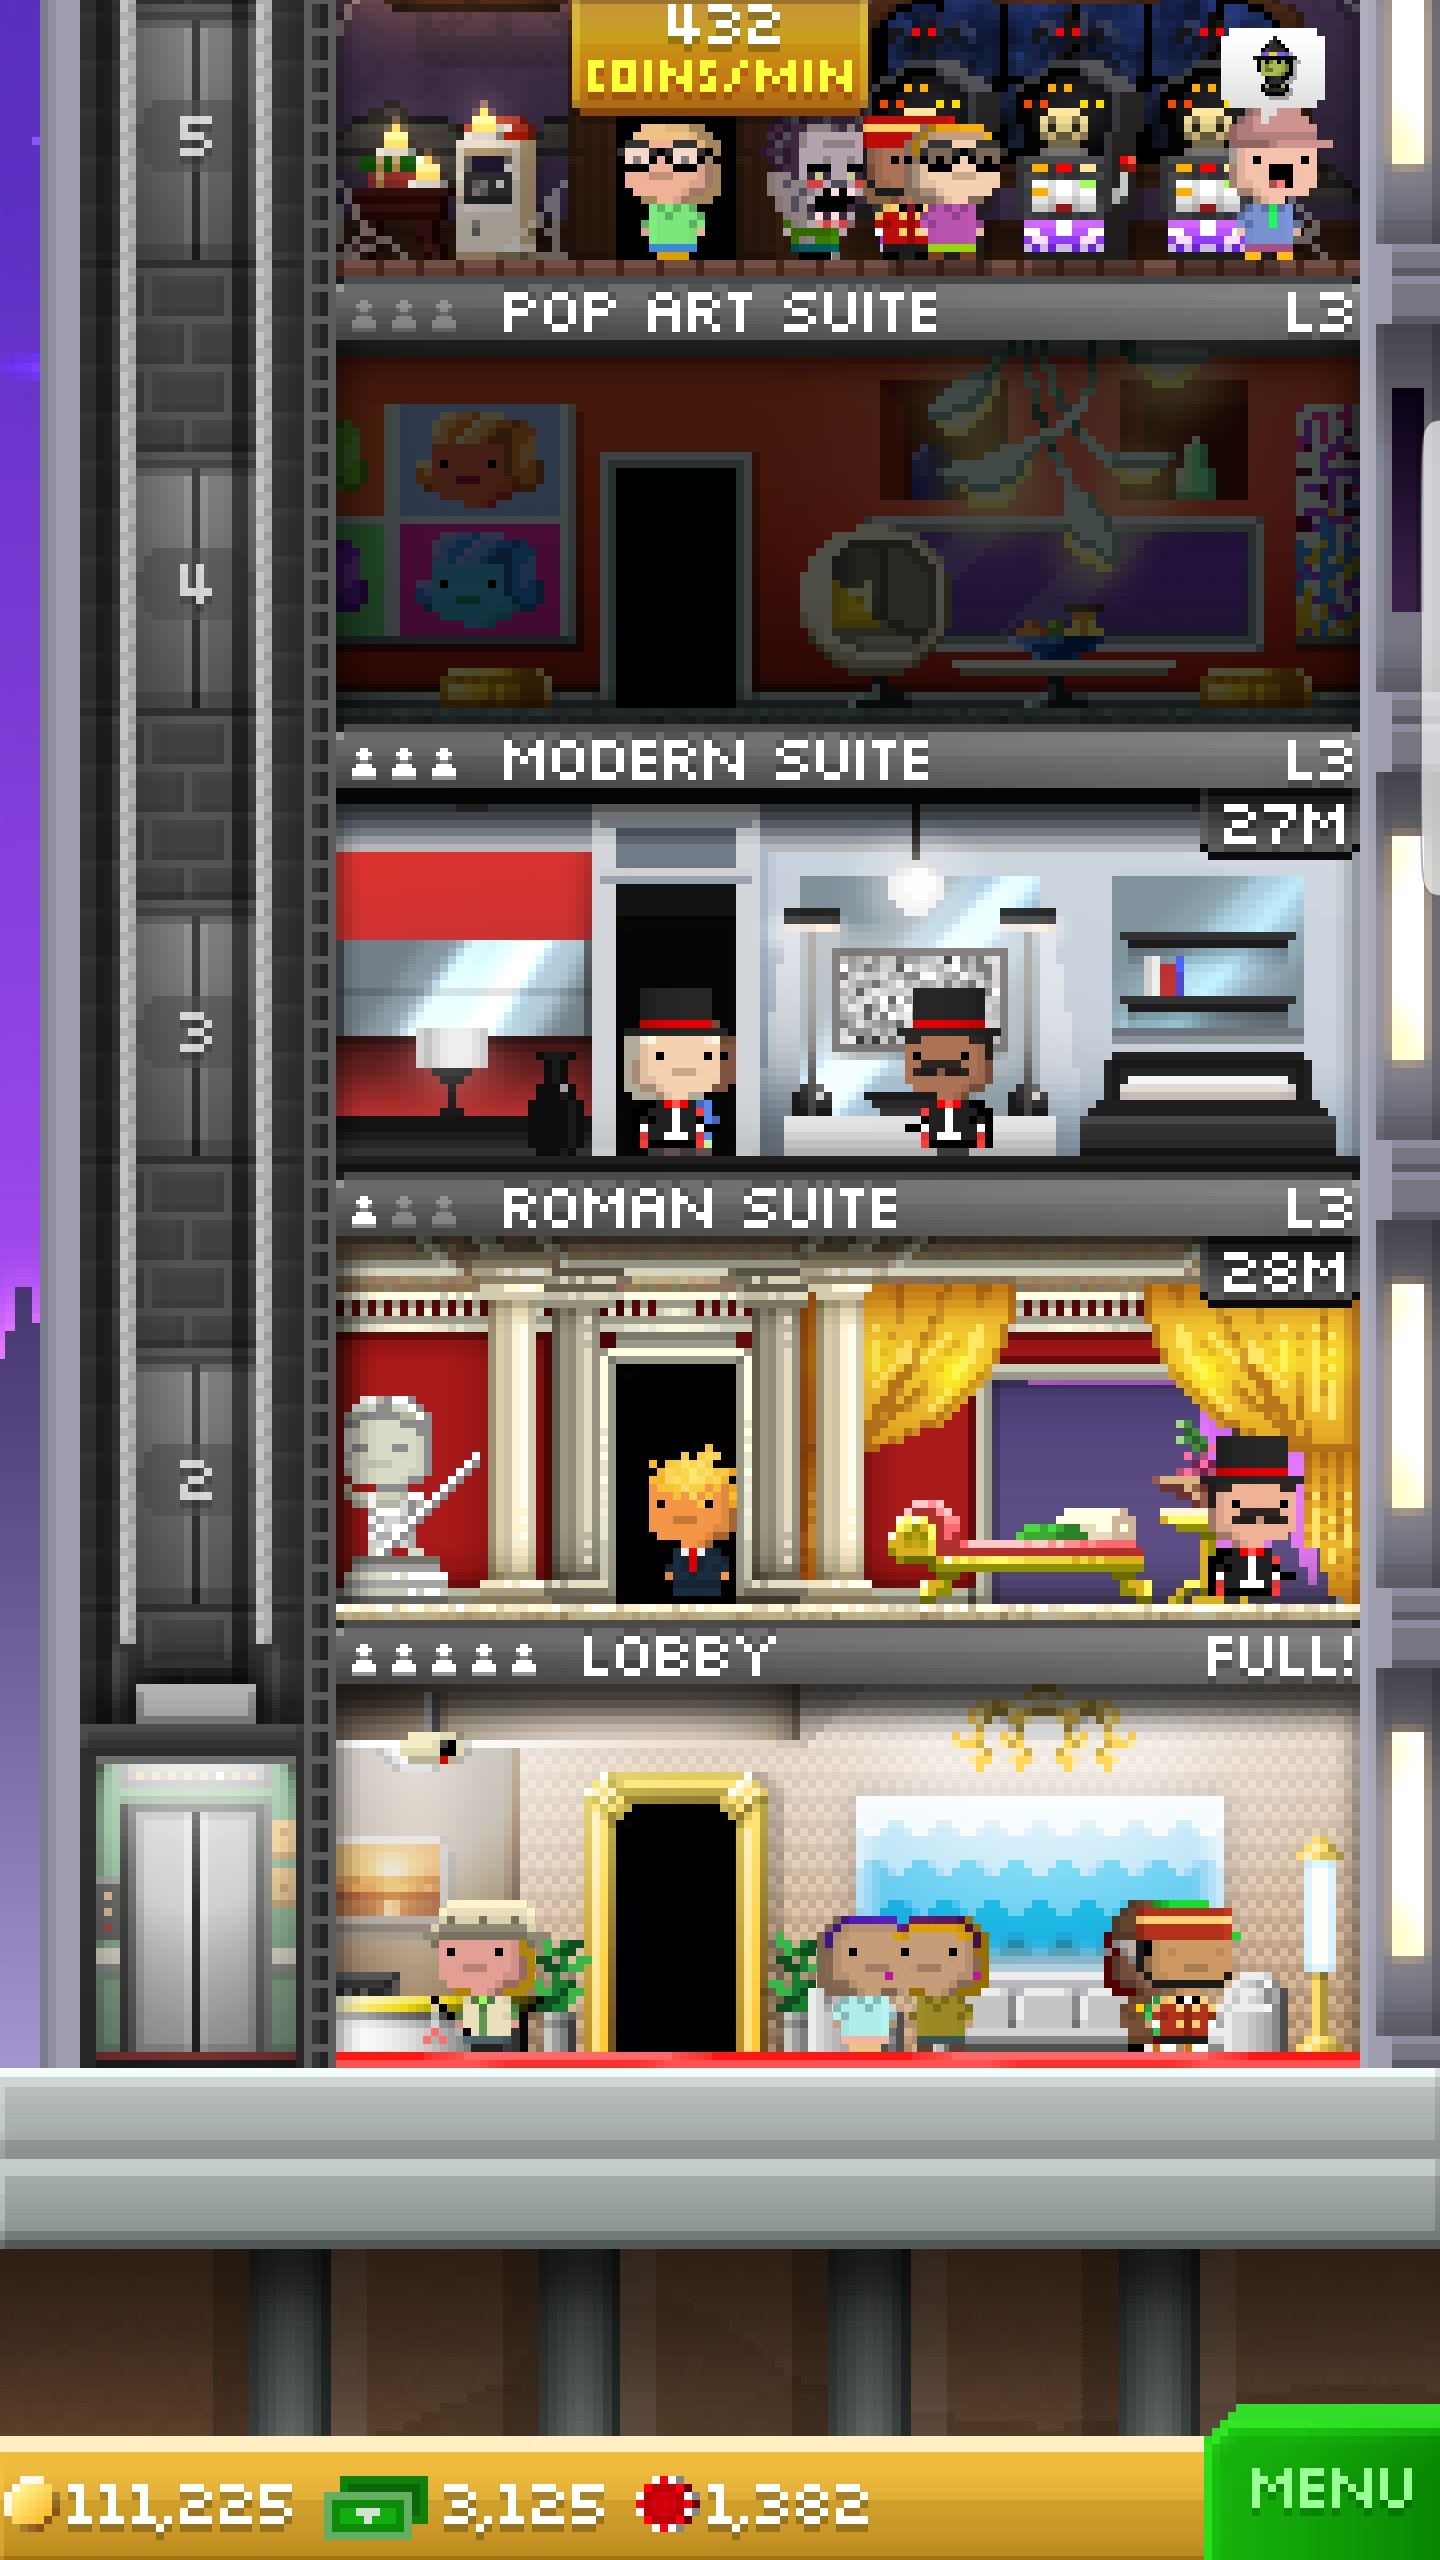 432
COINS/MIN
5
POP ART SUITE L3
4
MODERN SUITE L3
27M
3
ROMAN SUITE L3
28M
2
LOBBY FULL!
111,225 3,125 1,382
MENU